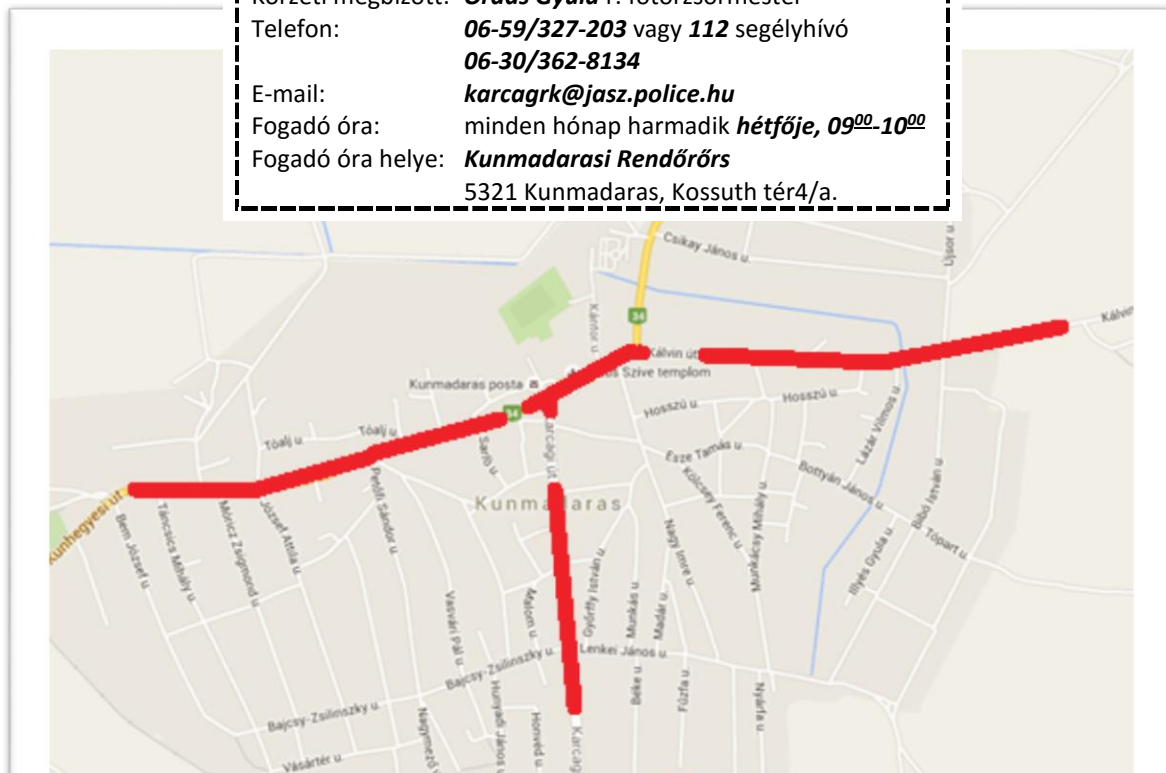 Telefon: 06-59/327-203 vagy 112 segélyhívó
06-30/362-8134
E-mail: karcagrk@jasz.police.hu
Fogadó óra: minden hónap harmadik hétfője, 09⁰⁰-10⁰⁰
Fogadó óra helye: Kunmadarasi Rendőrőrs
5321 Kunmadaras, Kossuth tér4/a.
Csikay János u.
Újsor u.
Kántor u.
34
Kálvin
Kálvin út
Szíve templom
Kunmadaras posta
34
Hosszú u.
Hosszú u.
Karcagi út
Tóalj u.
Tóalj u.
Sarló u.
Petőfi Sándor u.
Esze Tamás u.
Kölcsey Ferenc u.
Bottyán János u.
Lázár Vilmos u.
Bibó István u.
Kunmadaras
Kunhegyesi út
Bem József u.
Táncsics Mihály u.
Móricz Zsigmond u.
József Attila u.
Munkácsy Mihály u.
Nagy Imre u.
Tópart u.
Illyés Gyula u.
Vasvári Pál u.
Malom u.
Györffy István u.
Munkás u.
Madár u.
Bajcsy-Zsilinszky u.
Lenkei János u.
Béke u.
Fűzfa u.
Nyárfa u.
Bajcsy-Zsilinszky u.
Nagymező
Hunyadi János u.
Honvéd u.
Karcag
Vásártér u.